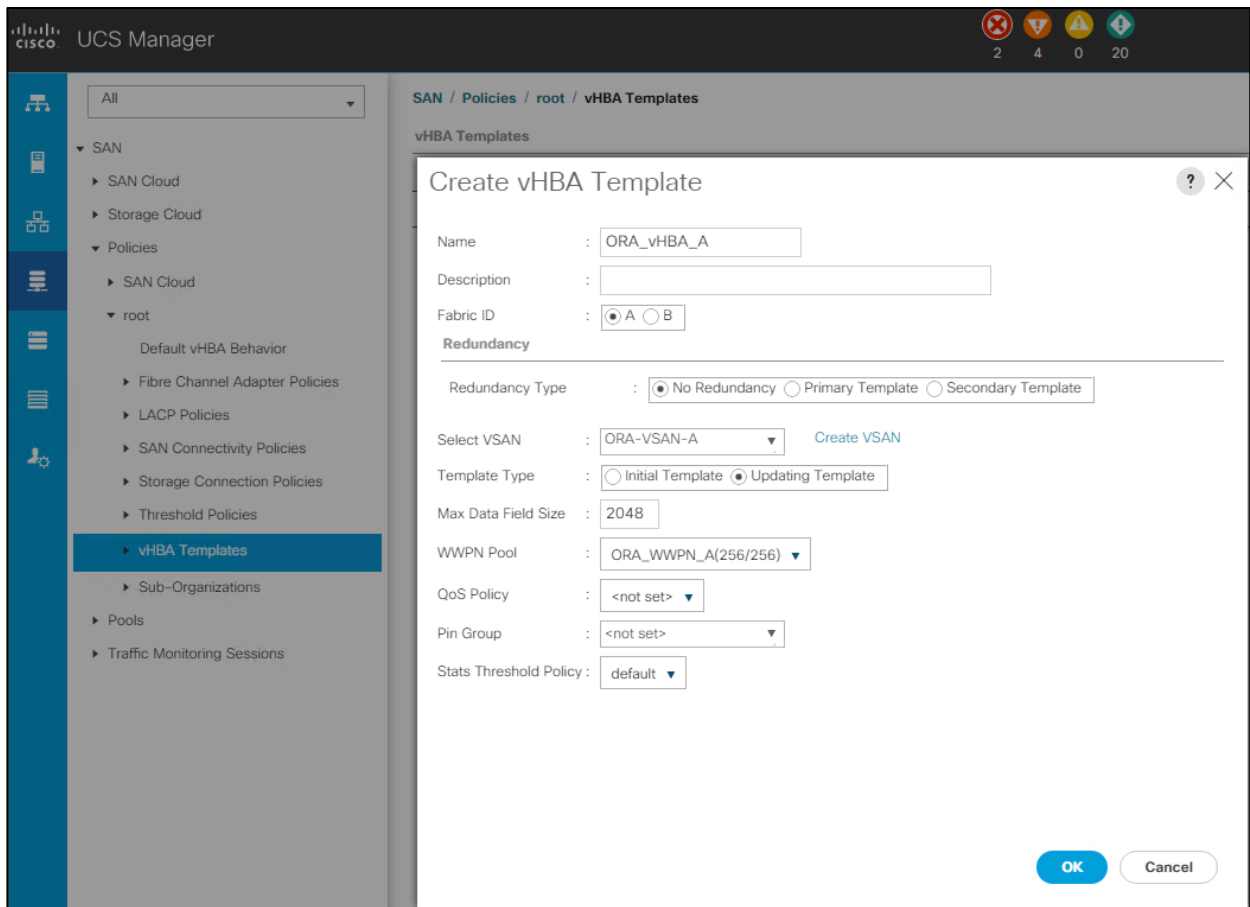 CISCO. UCS Manager
2 4 0 20
All
SAN
SAN Cloud
Storage Cloud
Policies
SAN Cloud
root
Default vHBA Behavior
Fibre Channel Adapter Policies
LACP Policies
SAN Connectivity Policies
Storage Connection Policies
Threshold Policies
vHBA Templates
Sub-Organizations
Pools
Traffic Monitoring Sessions
SAN / Policies / root / vHBA Templates
vHBA Templates
Create vHBA Template ?
Name : ORA_vHBA_A
Description :
Fabric ID : A B
Redundancy
Redundancy Type : No Redundancy Primary Template Secondary Template
Select VSAN : ORA-VSAN-A Create VSAN
Template Type : Initial Template Updating Template
Max Data Field Size : 2048
WWPN Pool : ORA_WWPN_A(256/256)
QoS Policy : <not set>
Pin Group : <not set>
Stats Threshold Policy : default
OK Cancel